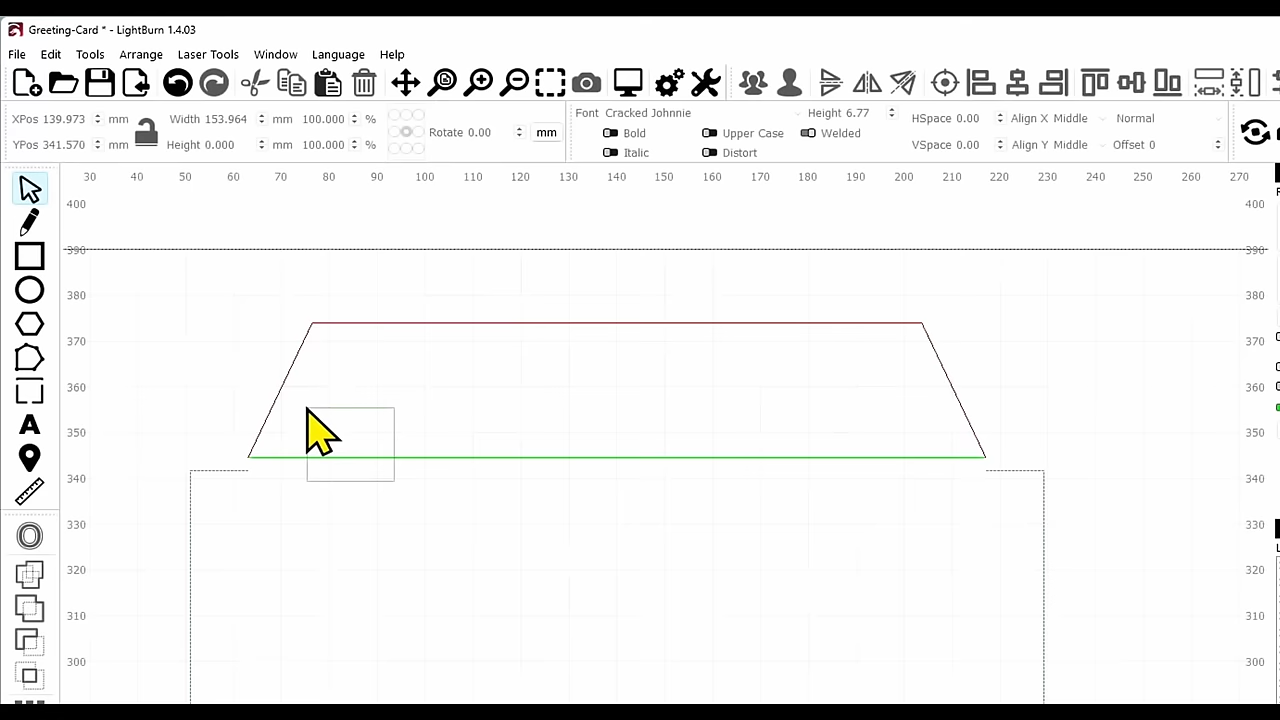 Greeting-Card * - LightBurn 1.4.03
File Edit Tools Arrange Laser Tools Window Language Help
XPos 139.973 mm Width 153.964 mm 100.000 % Font Cracked Johnnie Height 6.77 HSpace 0.00 Align X Middle Normal
Rotate 0.00 mm Bold Upper Case Welded
YPos 341.570 mm Height 0.000 mm 100.000 % Italic Distort VSpace 0.00 Align Y Middle Offset 0
30 40 50 60 70 80 90 100 110 120 130 140 150 160 170 180 190 200 210 220 230 240 250 260 270
400 400
390 390
380 380
370 370
360 360
350 350
340 340
330 330
320 320
310 310
300 300